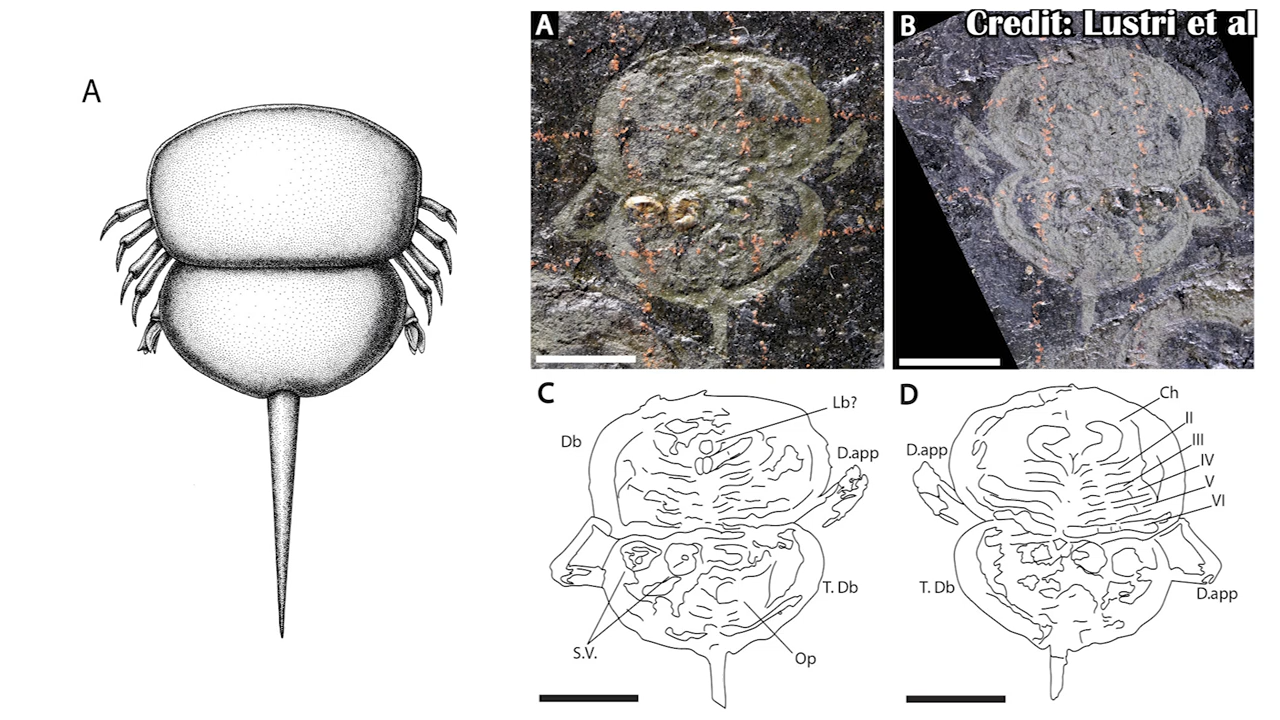 A
A
B
Credit: Lustri et al
C
Db
Lb?
D.app
T. Db
S.V.
Op
D
D.app
Ch
II
III
IV
V
VI
T. Db
D.app